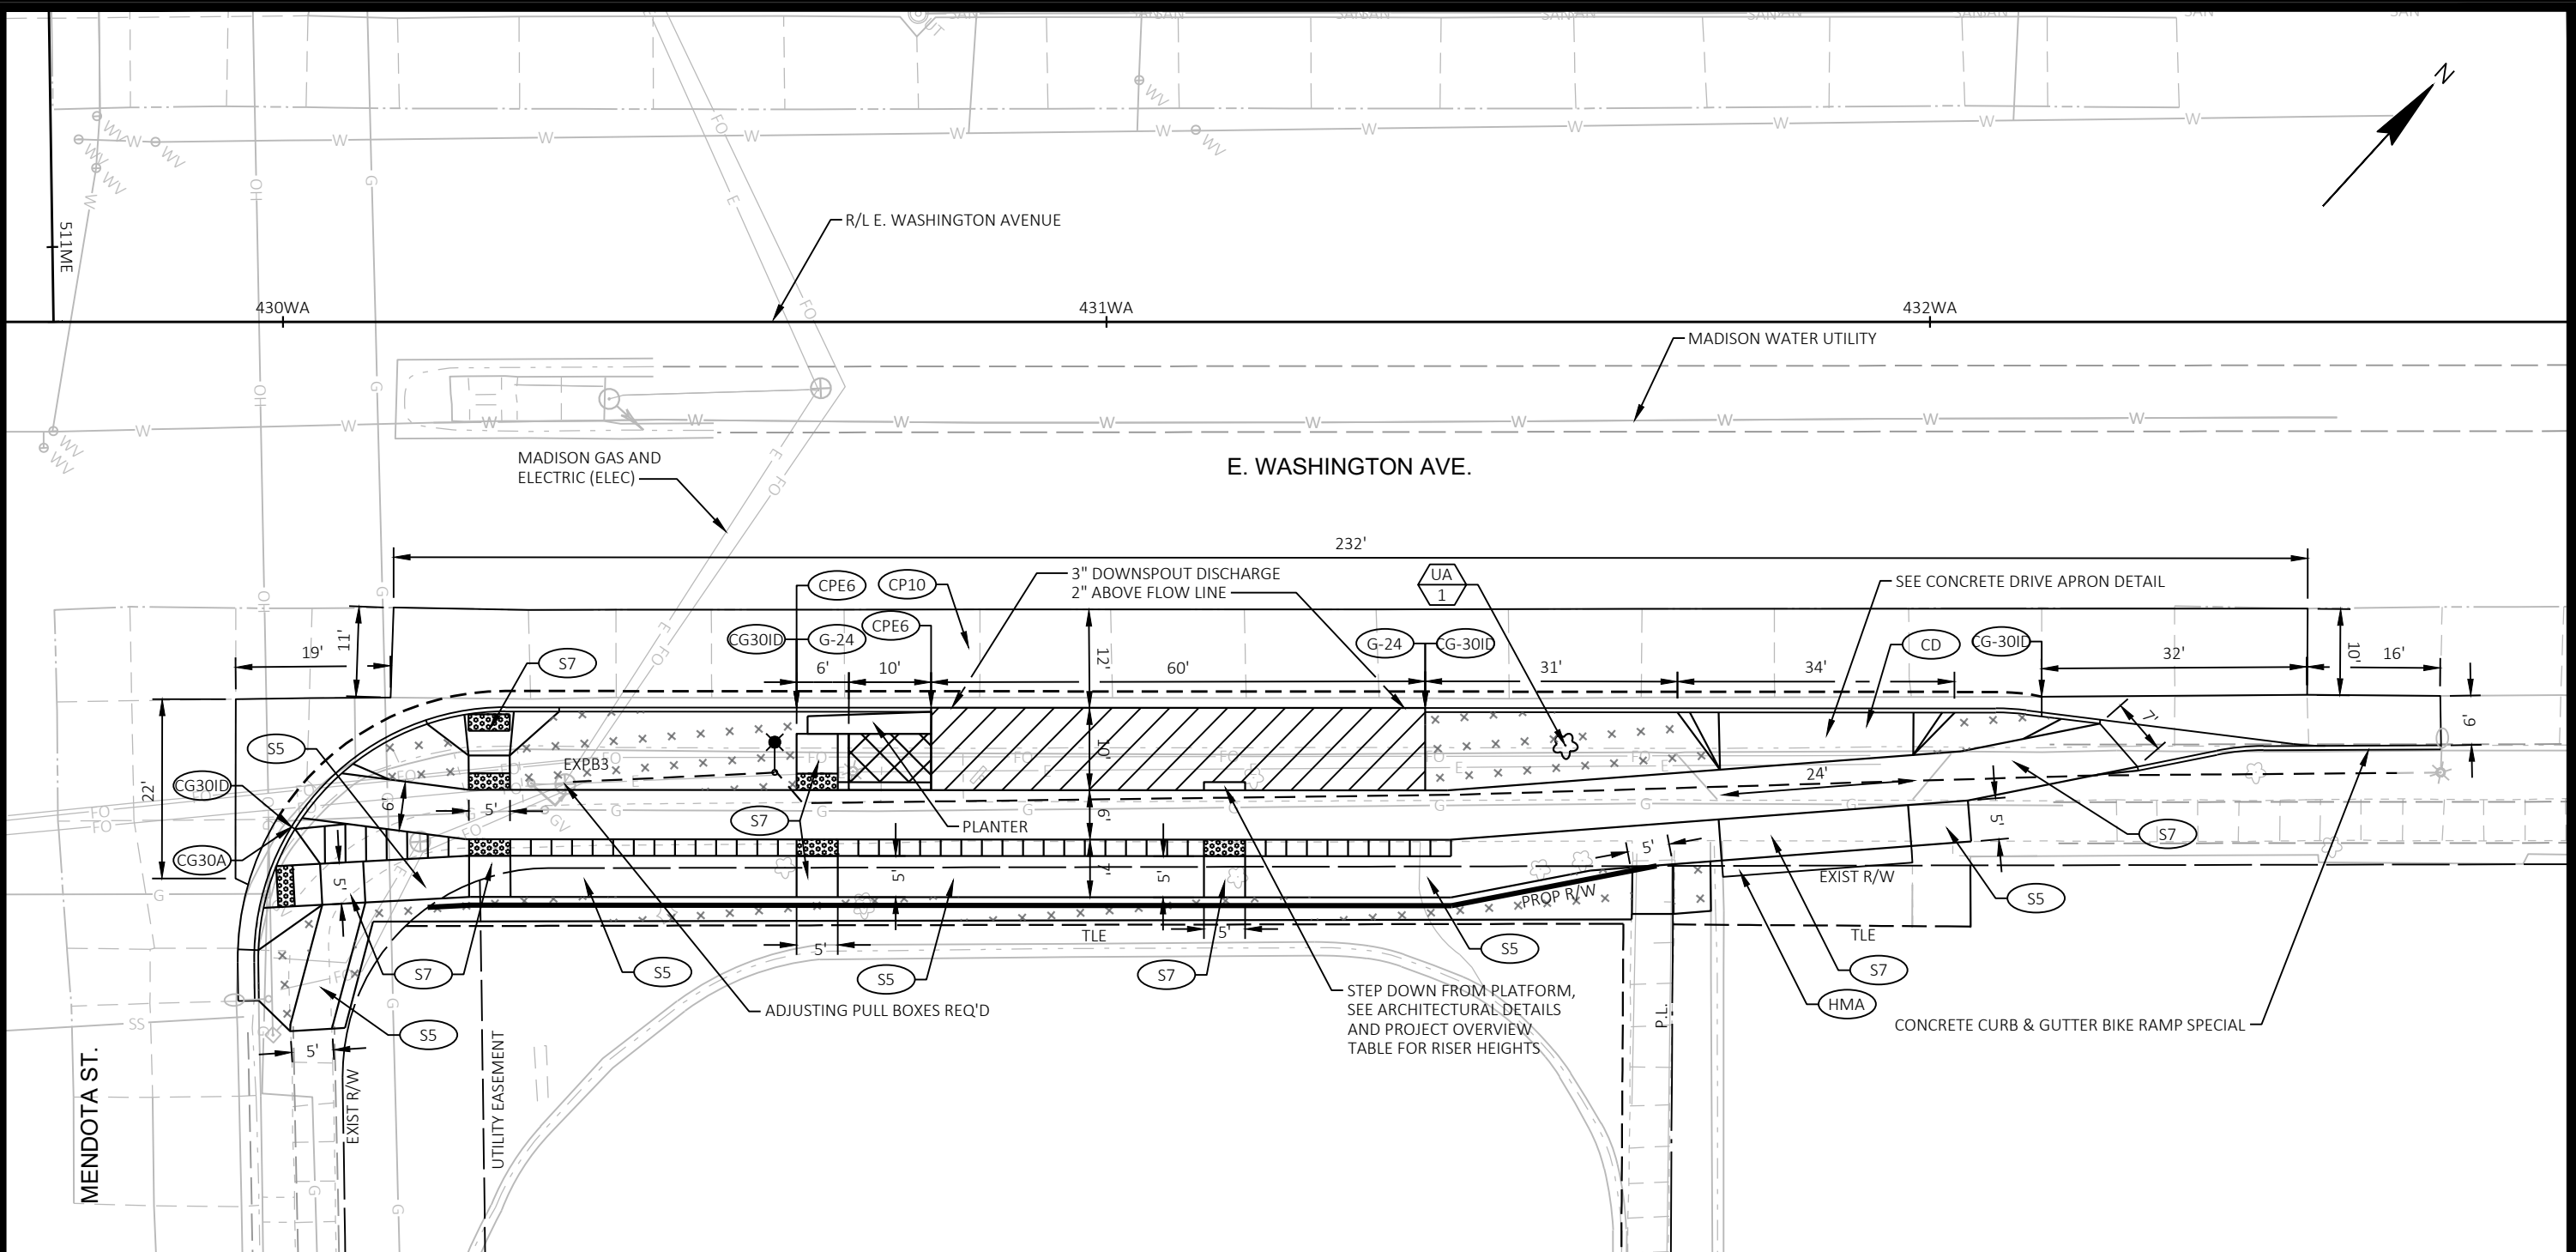 SAN
SAN
SAN
SAN
R/L E. WASHINGTON AVENUE
N
511ME
430WA
431WA
432WA
MADISON WATER UTILITY
MADISON GAS AND
ELECTRIC (ELEC)
E. WASHINGTON AVE.
232'
CPE6
CP10
3" DOWNSPOUT DISCHARGE
2" ABOVE FLOW LINE
UA
1
SEE CONCRETE DRIVE APRON DETAIL
CG30ID
G-24
CPE6
G-24
CG-30ID
CD
CG-30ID
19'
11'
S7
6'
10'
12'
60'
31'
34'
32'
10'
16'
22'
S5
EXPB3
10'
7'
9'
CG30ID
6'
5'
S7
PLANTER
6'
24'
5'
S7
CG30A
5'
5'
7'
5'
5'
PROP R/W
EXIST R/W
S5
S7
S5
S5
5'
TLE
S7
5'
S5
TLE
S7
HMA
ADJUSTING PULL BOXES REQ'D
STEP DOWN FROM PLATFORM,
SEE ARCHITECTURAL DETAILS
AND PROJECT OVERVIEW
TABLE FOR RISER HEIGHTS
P.L.
CONCRETE CURB & GUTTER BIKE RAMP SPECIAL
S5
5'
MENDOTA ST.
EXIST R/W
UTILITY EASEMENT